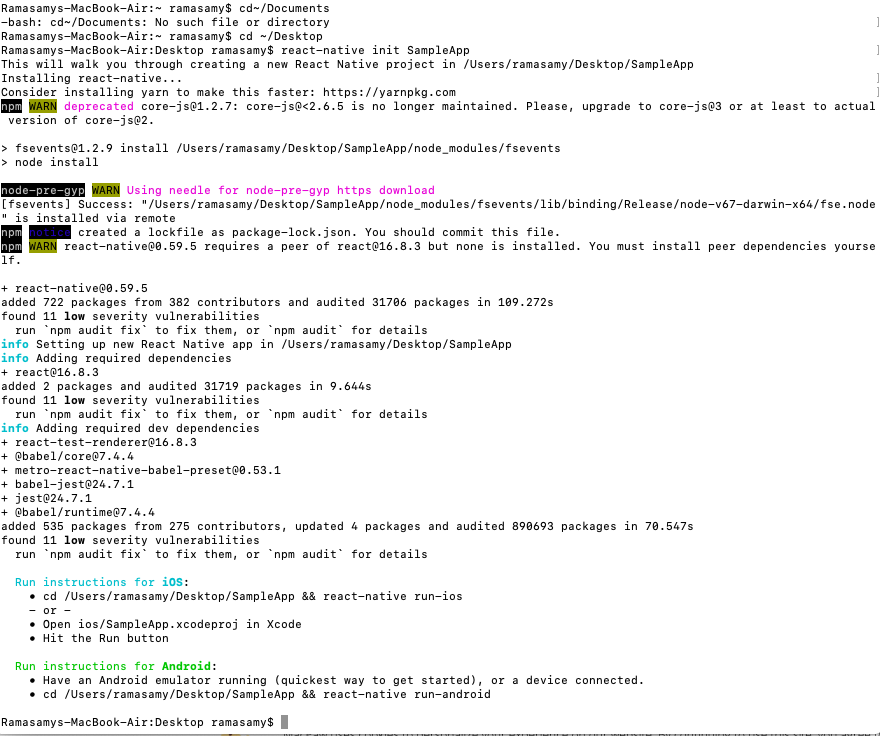 Ramasamys-MacBook-Air:~ ramasamy$ cd~/Documents
-bash: cd~/Documents: No such file or directory
Ramasamys-MacBook-Air:~ ramasamy$ cd ~/Desktop
Ramasamys-MacBook-Air:Desktop ramasamy$ react-native init SampleApp
This will walk you through creating a new React Native project in /Users/ramasamy/Desktop/SampleApp
Installing react-native...
Consider installing yarn to make this faster: https://yarnpkg.com
npm WARN deprecated core-js@1.2.7: core-js@<2.6.5 is no longer maintained. Please, upgrade to core-js@3 or at least to actual
 version of core-js@2.

> fsevents@1.2.9 install /Users/ramasamy/Desktop/SampleApp/node_modules/fsevents
> node install

node-pre-gyp WARN Using needle for node-pre-gyp https download
[fsevents] Success: "/Users/ramasamy/Desktop/SampleApp/node_modules/fsevents/lib/binding/Release/node-v67-darwin-x64/fse.node
" is installed via remote
npm notice created a lockfile as package-lock.json. You should commit this file.
npm WARN react-native@0.59.5 requires a peer of react@16.8.3 but none is installed. You must install peer dependencies yourse
lf.

+ react-native@0.59.5
added 722 packages from 382 contributors and audited 31706 packages in 109.272s
found 11 low severity vulnerabilities
  run `npm audit fix` to fix them, or `npm audit` for details
info Setting up new React Native app in /Users/ramasamy/Desktop/SampleApp
info Adding required dependencies
+ react@16.8.3
added 2 packages and audited 31719 packages in 9.644s
found 11 low severity vulnerabilities
  run `npm audit fix` to fix them, or `npm audit` for details
info Adding required dev dependencies
+ react-test-renderer@16.8.3
+ @babel/core@7.4.4
+ metro-react-native-babel-preset@0.53.1
+ babel-jest@24.7.1
+ jest@24.7.1
+ @babel/runtime@7.4.4
added 535 packages from 275 contributors, updated 4 packages and audited 890693 packages in 70.547s
found 11 low severity vulnerabilities
  run `npm audit fix` to fix them, or `npm audit` for details

  Run instructions for iOS:
    • cd /Users/ramasamy/Desktop/SampleApp && react-native run-ios
    - or -
    • Open ios/SampleApp.xcodeproj in Xcode
    • Hit the Run button

  Run instructions for Android:
    • Have an Android emulator running (quickest way to get started), or a device connected.
    • cd /Users/ramasamy/Desktop/SampleApp && react-native run-android

Ramasamys-MacBook-Air:Desktop ramasamy$